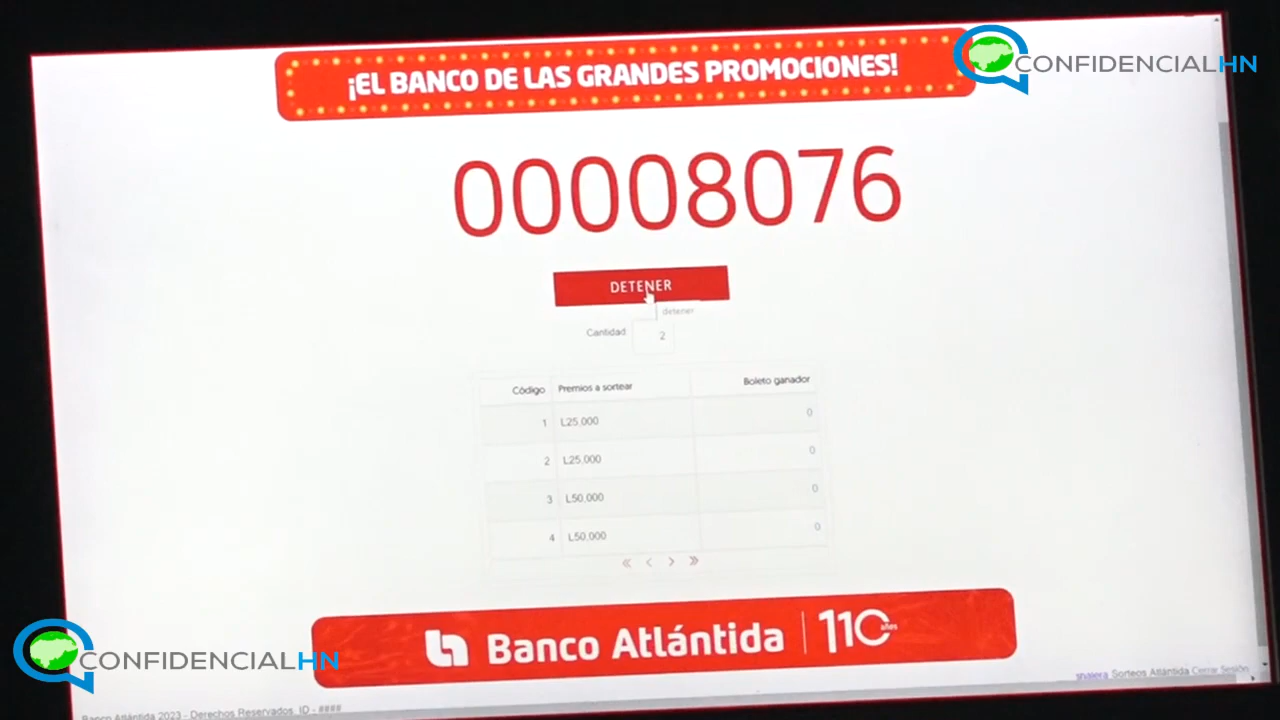 ¡EL BANCO DE LAS GRANDES PROMOCIONES!
CONFIDENCIALHN
00008076
DETENER
detener
Cantidad 2
Código Premios a sortear Boleto ganador
1 L25,000 0
2 L25,000 0
3 L50,000 0
4 L50,000 0
« < > »
Banco Atlántida 110 años
CONFIDENCIALHN
Sorteos Atlántida Cerrar Sesión
Banco Atlántida 2023 - Derechos Reservados. ID - ####